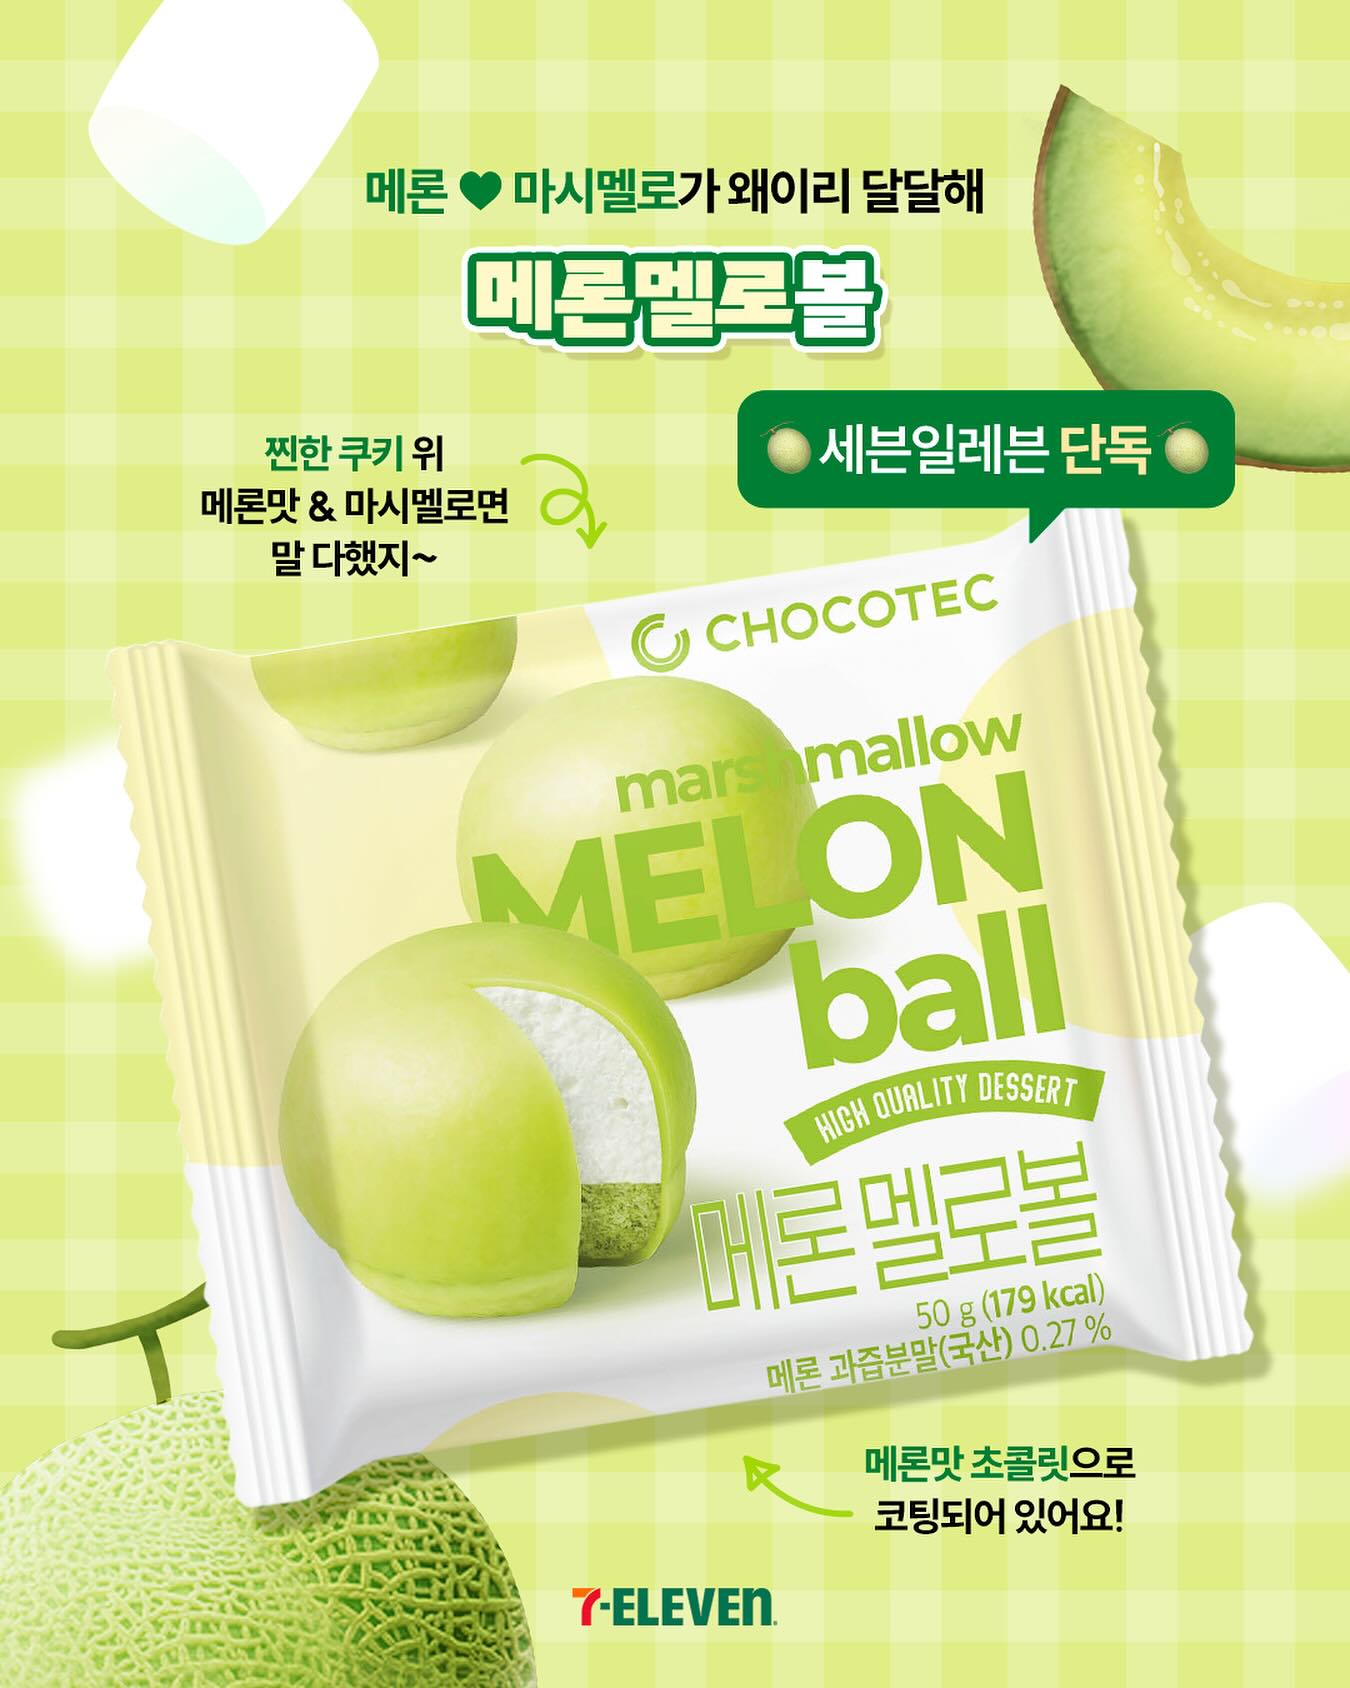 메론 ♥ 마시멜로가 왜이리 달달해
메론멜로볼
세븐일레븐 단독
찐한 쿠키 위
메론맛 & 마시멜로면
말 다했지~
CHOCOTEC
marshmallow
MELON
ball
HIGH QUALITY DESSERT
메론멜로볼
50 g (179 kcal)
메론 과즙분말(국산) 0.27 %
메론맛 초콜릿으로
코팅되어 있어요!
7-ELEVEn